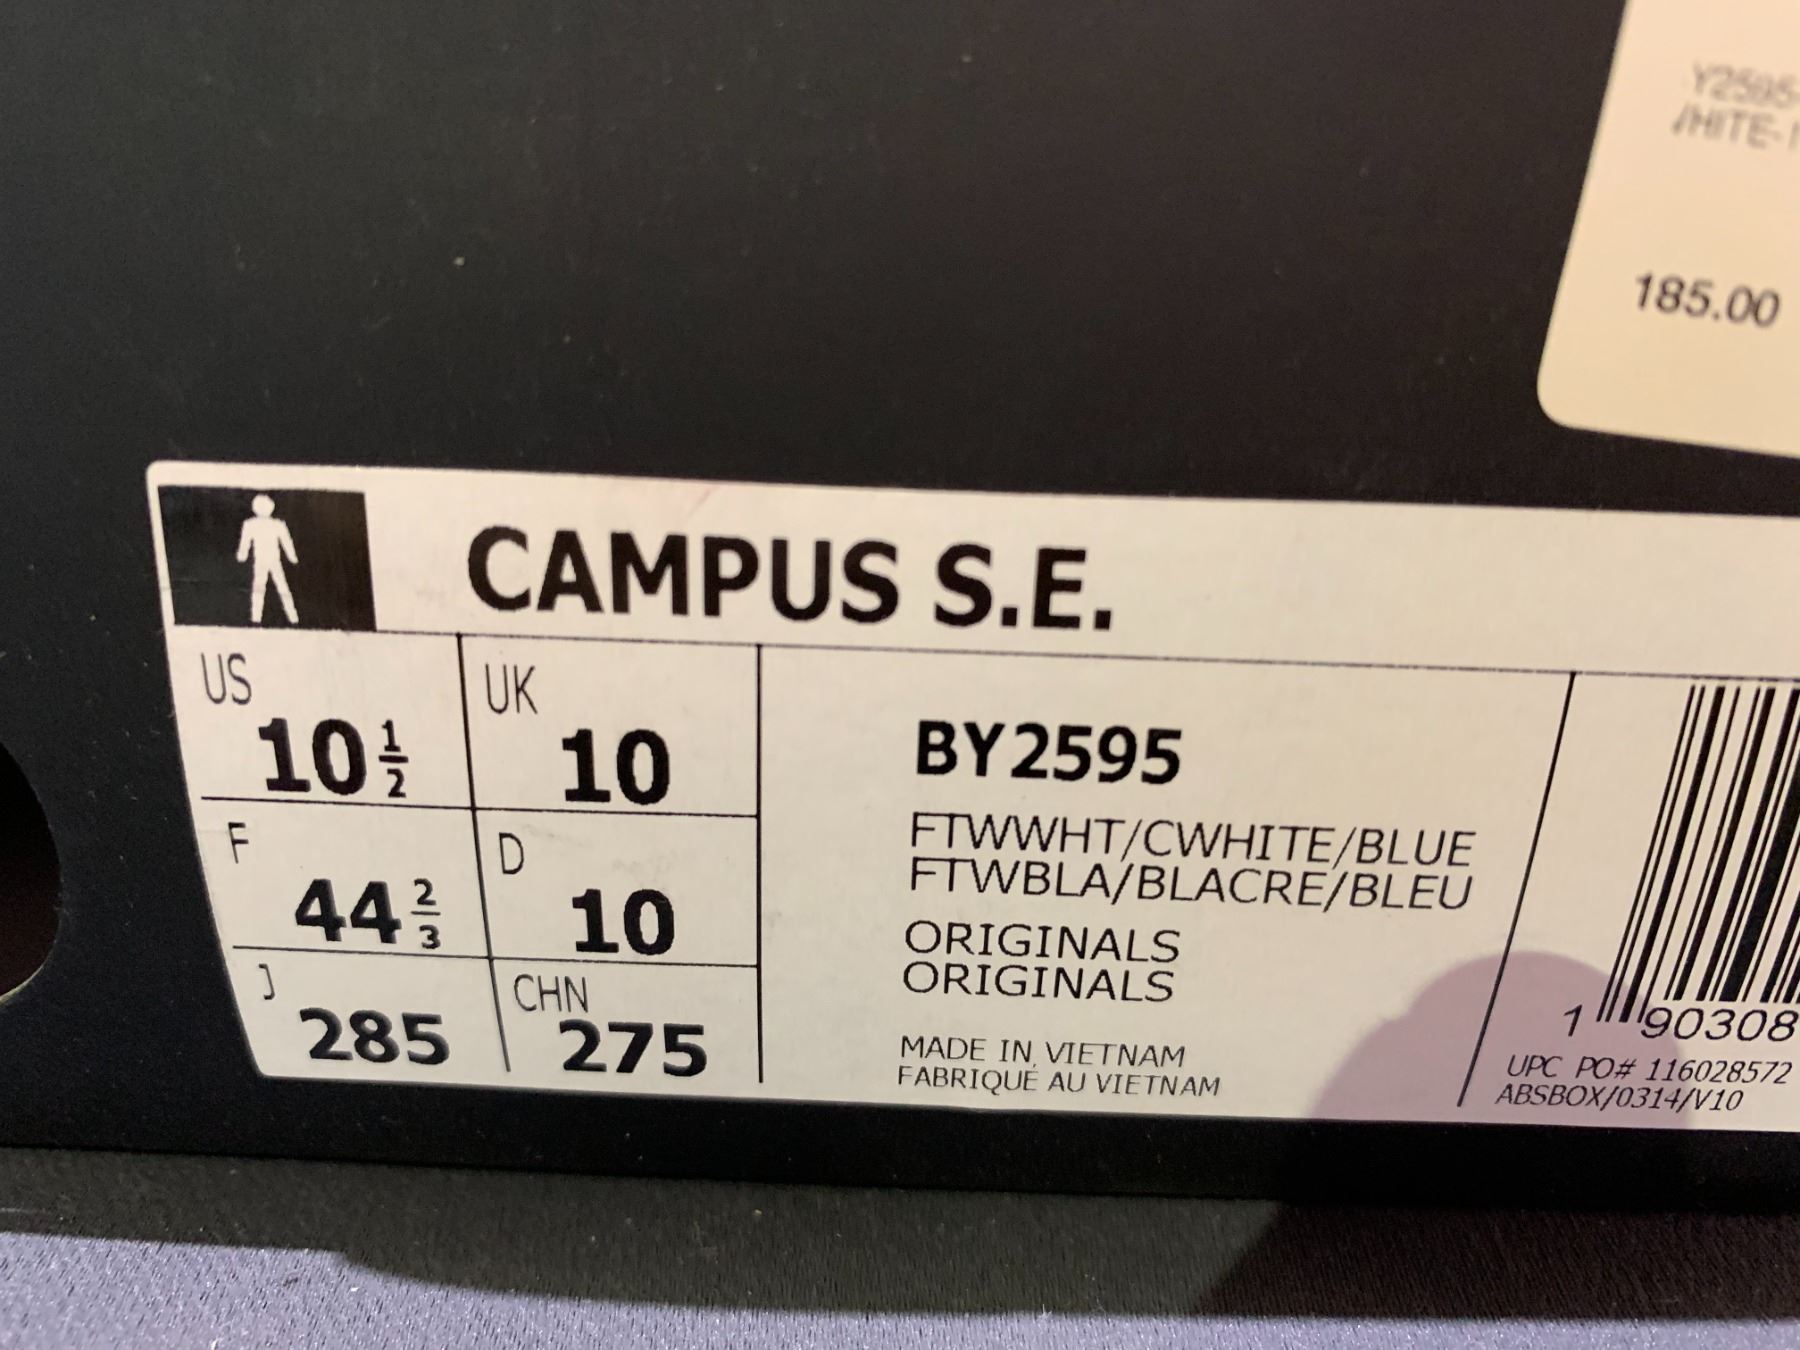 185.00
CAMPUS S.E.
US 10 1/2
UK 10
F 44 2/3
D 10
J 285
CHN 275
BY2595
FTWWHT/CWHITE/BLUE
FTWBLA/BLACRE/BLEU
ORIGINALS
ORIGINALS
MADE IN VIETNAM
FABRIQUÉ AU VIETNAM
1 90308
UPC PO# 116028572
ABSBOX/0314/V10